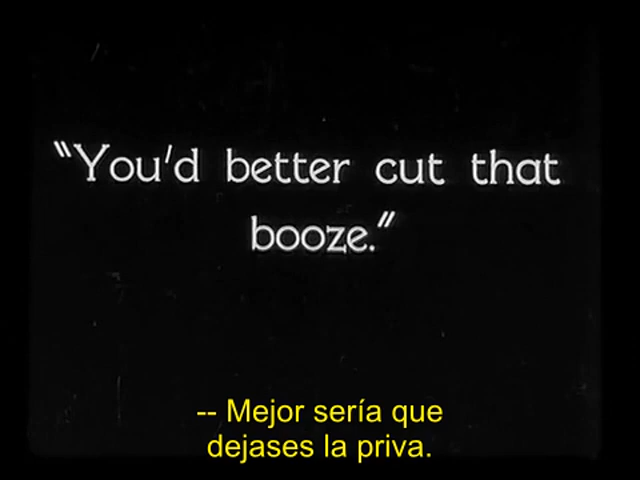 "You'd better cut that
booze."
-- Mejor sería que
dejases la priva.